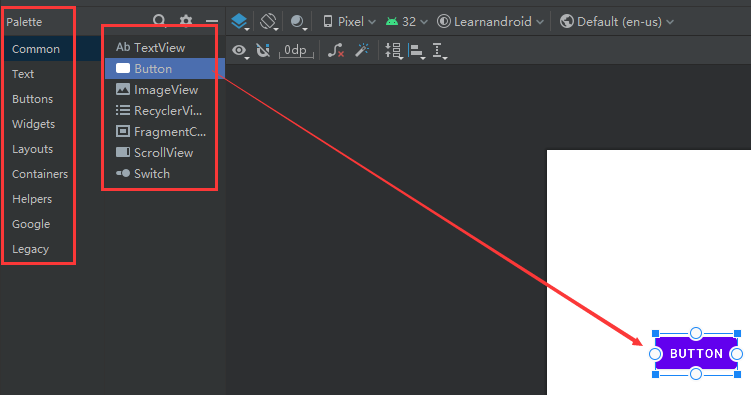 Palette
Pixel
32
Learnandroid
Default (en-us)
Common
Text
Buttons
Widgets
Layouts
Containers
Helpers
Google
Legacy
Ab TextView
Button
ImageView
RecyclerVi...
FragmentC...
ScrollView
Switch
0dp
BUTTON